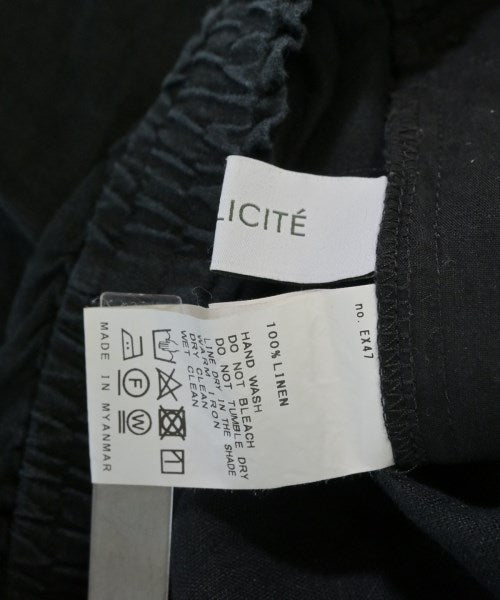 LICITÉ
no. EX47
100% LINEN
HAND WASH
DO NOT BLEACH
DO NOT TUMBLE DRY
LINE DRY IN THE SHADE
WARM IRON
DRY CLEAN
WET CLEAN
F
W
MADE IN MYANMAR